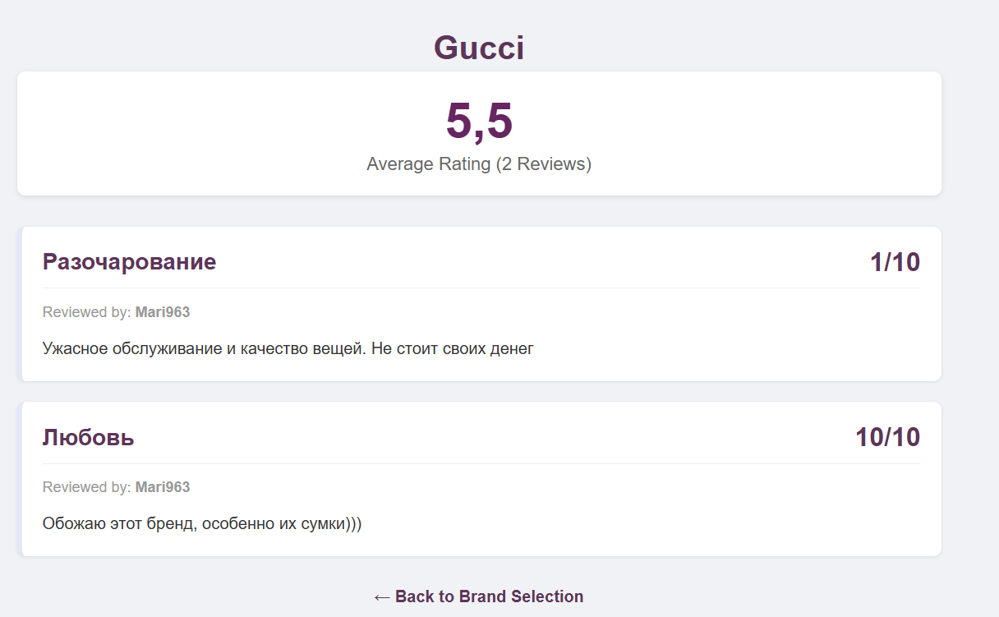 Gucci
5,5
Average Rating (2 Reviews)
Разочарование
1/10
Reviewed by: Mari963
Ужасное обслуживание и качество вещей. Не стоит своих денег
Любовь
10/10
Reviewed by: Mari963
Обожаю этот бренд, особенно их сумки)))
← Back to Brand Selection